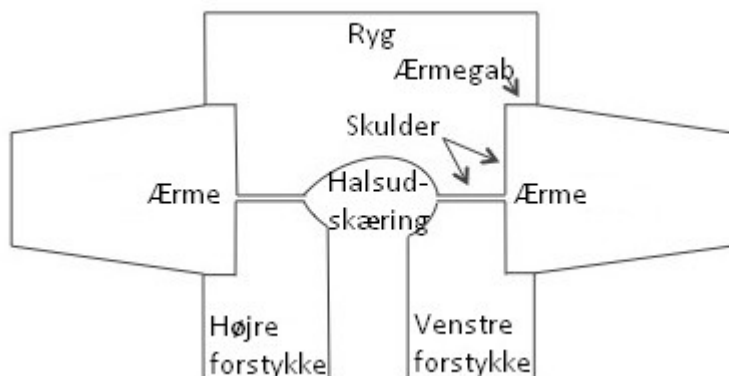 Ryg
Ærmegab
Skulder
Ærme
Halsud-
skæring
Ærme
Højre
forstykke
Venstre
forstykke